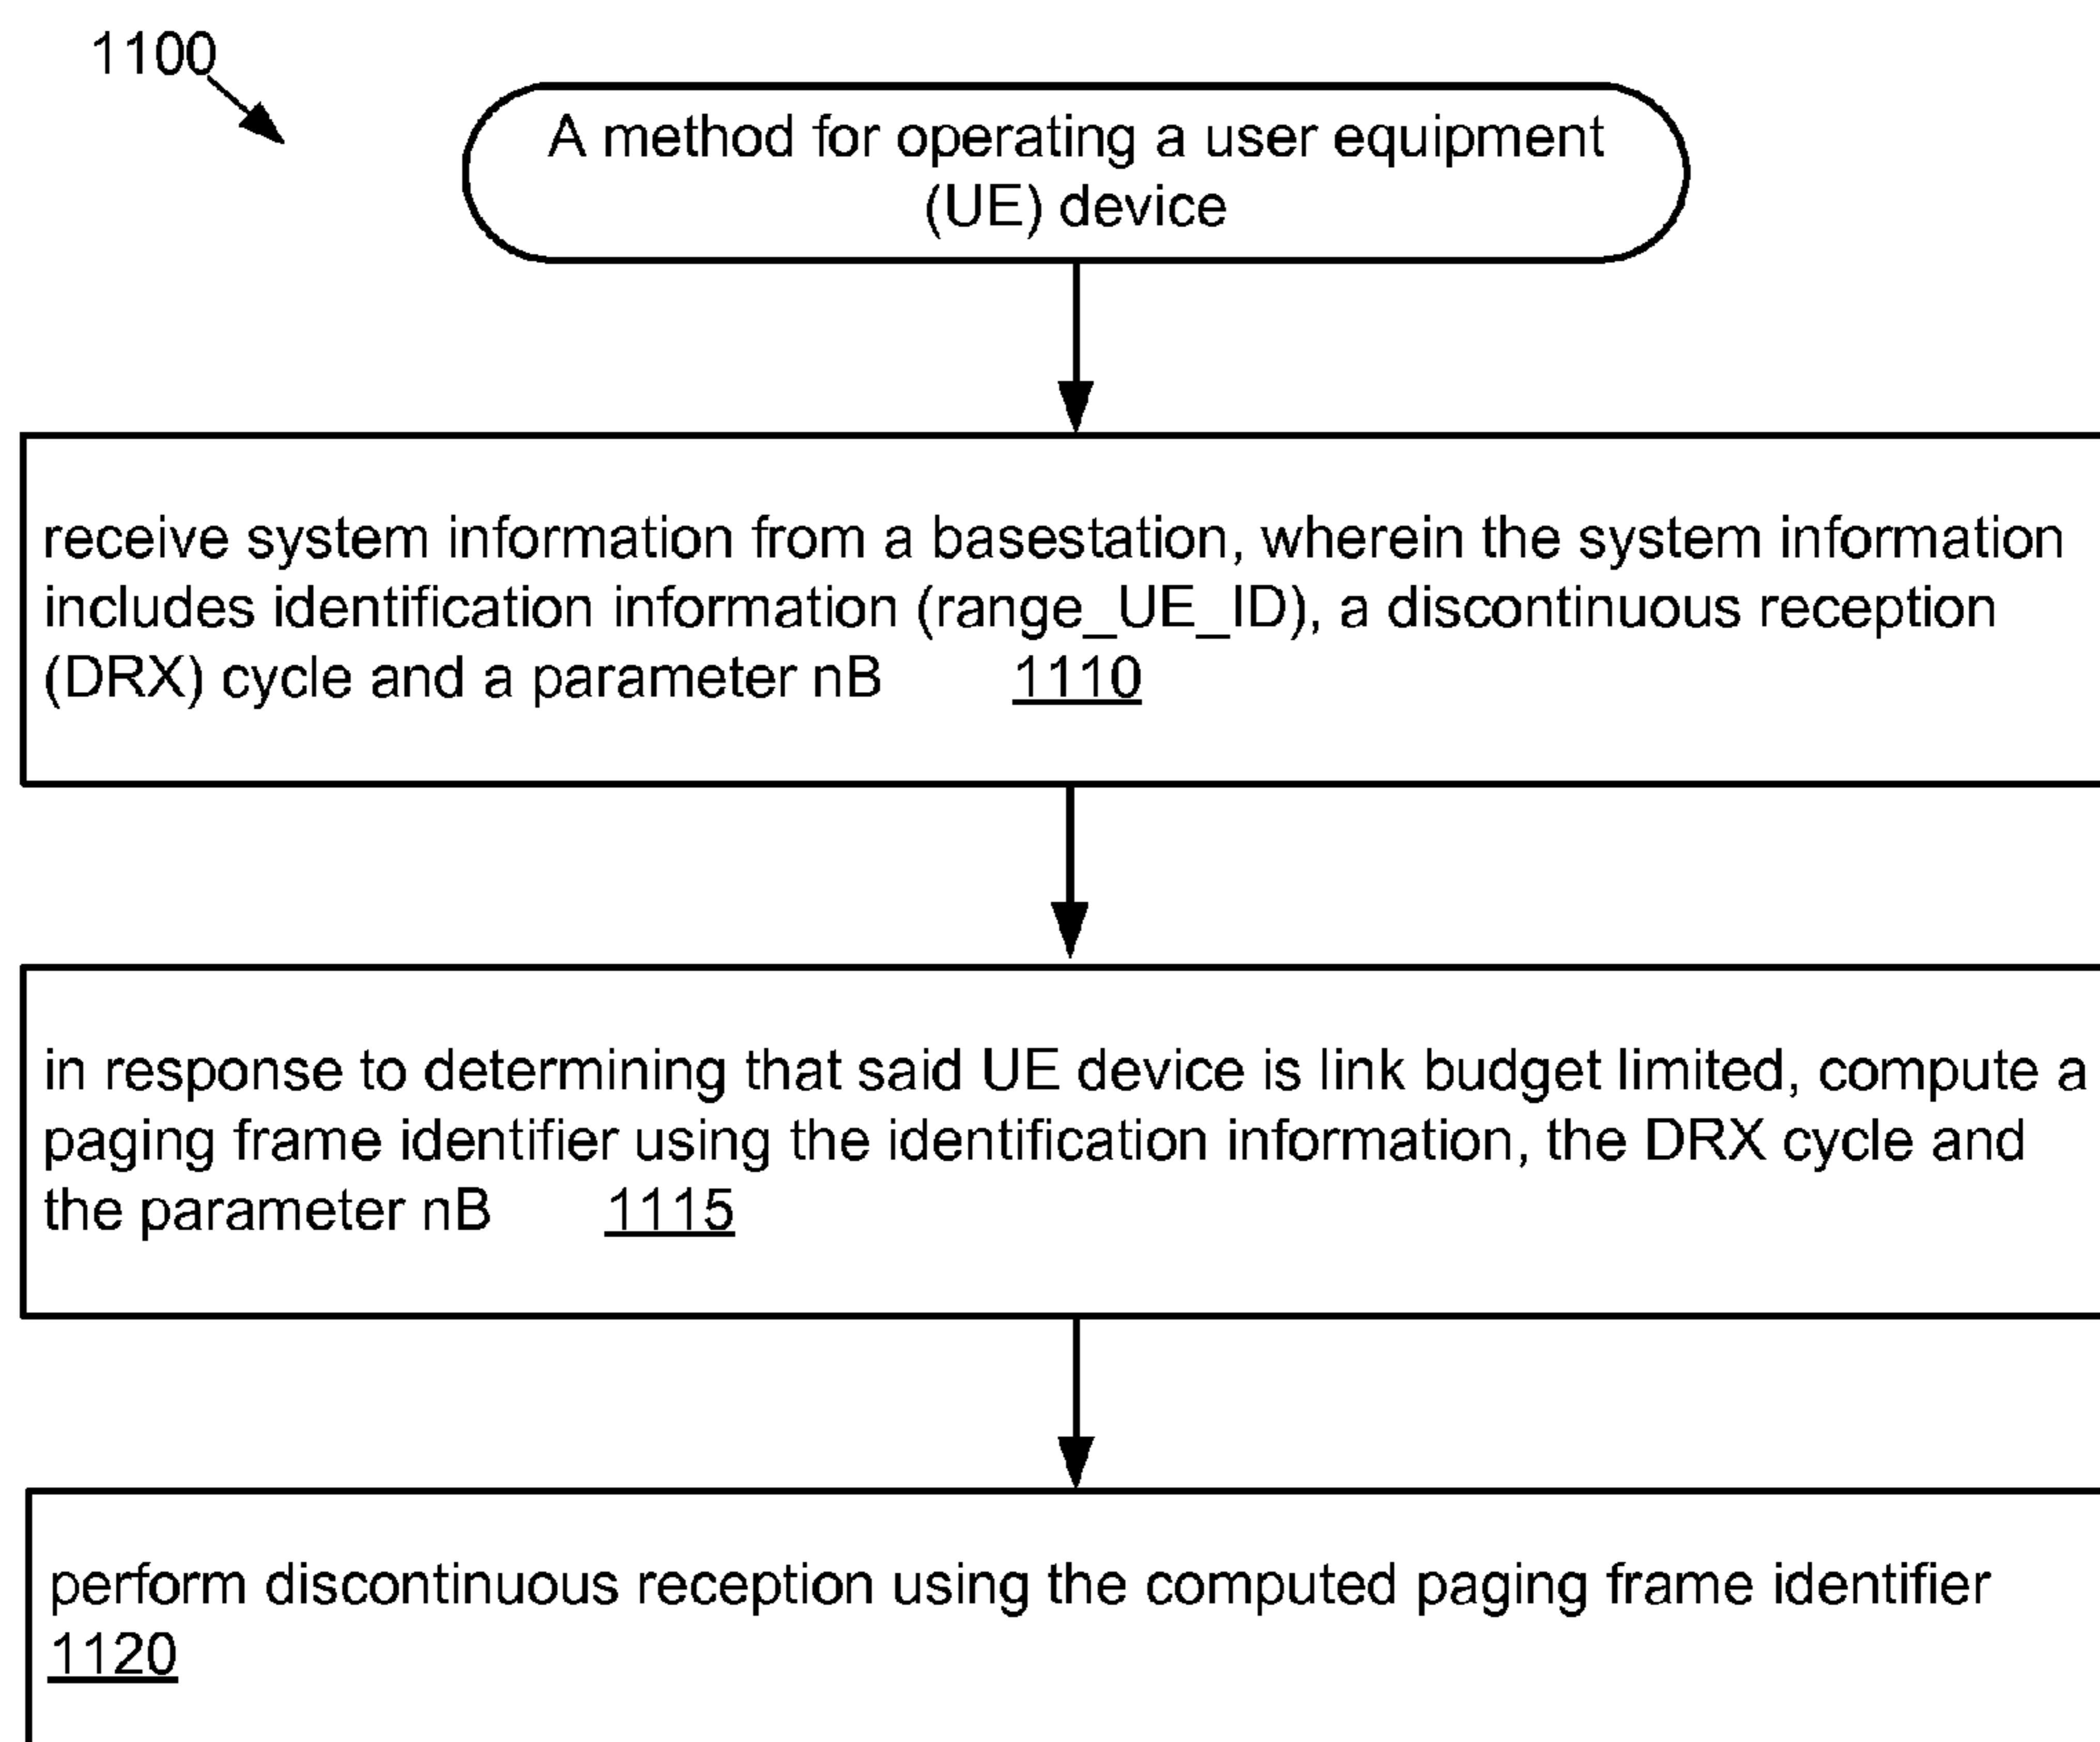 1100
A method for operating a user equipment
(UE) device
receive system information from a basestation, wherein the system information
includes identification information (range_UE_ID), a discontinuous reception
(DRX) cycle and a parameter nB 1110
in response to determining that said UE device is link budget limited, compute a
paging frame identifier using the identification information, the DRX cycle and
the parameter nB 1115
perform discontinuous reception using the computed paging frame identifier
1120